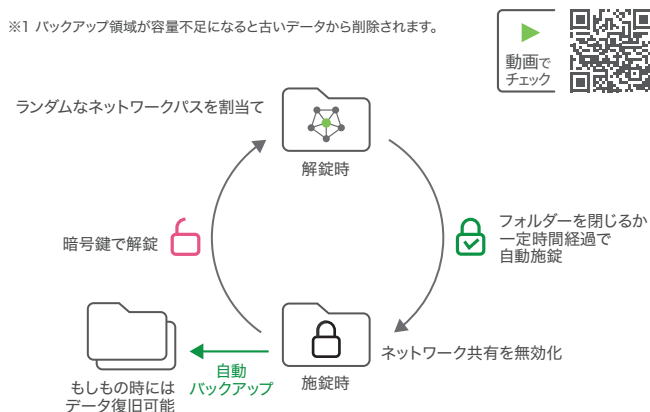 ※1 バックアップ領域が容量不足になると古いデータから削除されます。
動画で
チェック
ランダムなネットワークパスを割当て
解錠時
暗号鍵で解錠
フォルダーを閉じるか
一定時間経過で
自動施錠
ネットワーク共有を無効化
施錠時
自動
バックアップ
もしもの時には
データ復旧可能